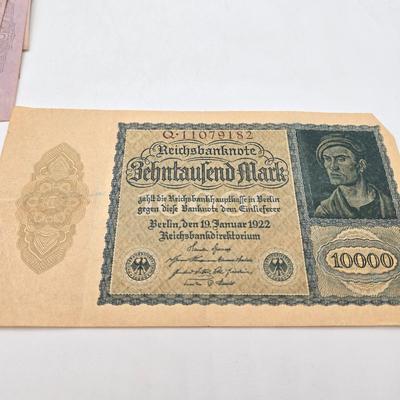 Q·11079182
Reichsbanknote
Zehntausend Mark
zahlt die Reichsbankhauptkasse in Berlin
gegen diese Banknote dem Einlieferer
Berlin, den 19. Januar 1922
Reichsbankdirektorium
10000